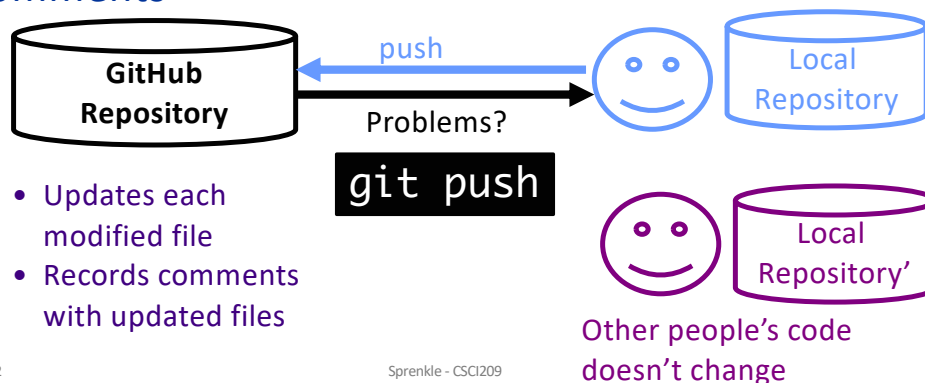 push
GitHub
Repository
Local
Repository
Problems?
git push
• Updates each
modified file
• Records comments
with updated files
Local
Repository’
Other people’s code
doesn’t change
Sprenkle - CSCI209